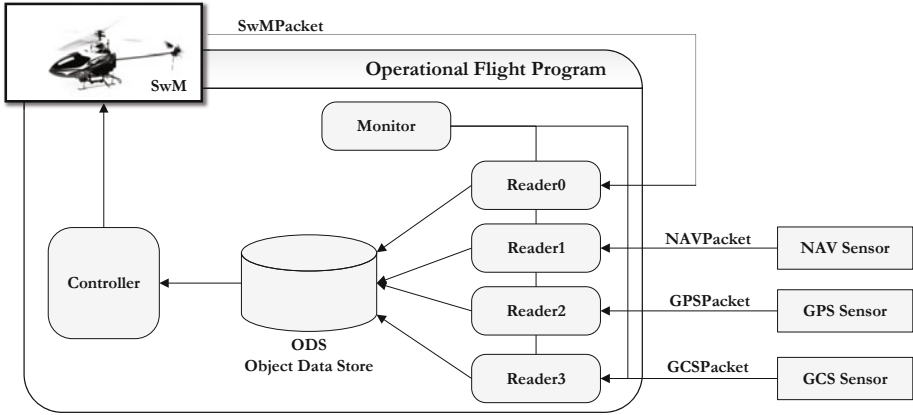 SwMPacket
SwM
Operational Flight Program
Monitor
Reader0
Reader1
NAVPacket
NAV Sensor
Controller
Reader2
GPSPacket
GPS Sensor
ODS
Object Data Store
Reader3
GCSPacket
GCS Sensor